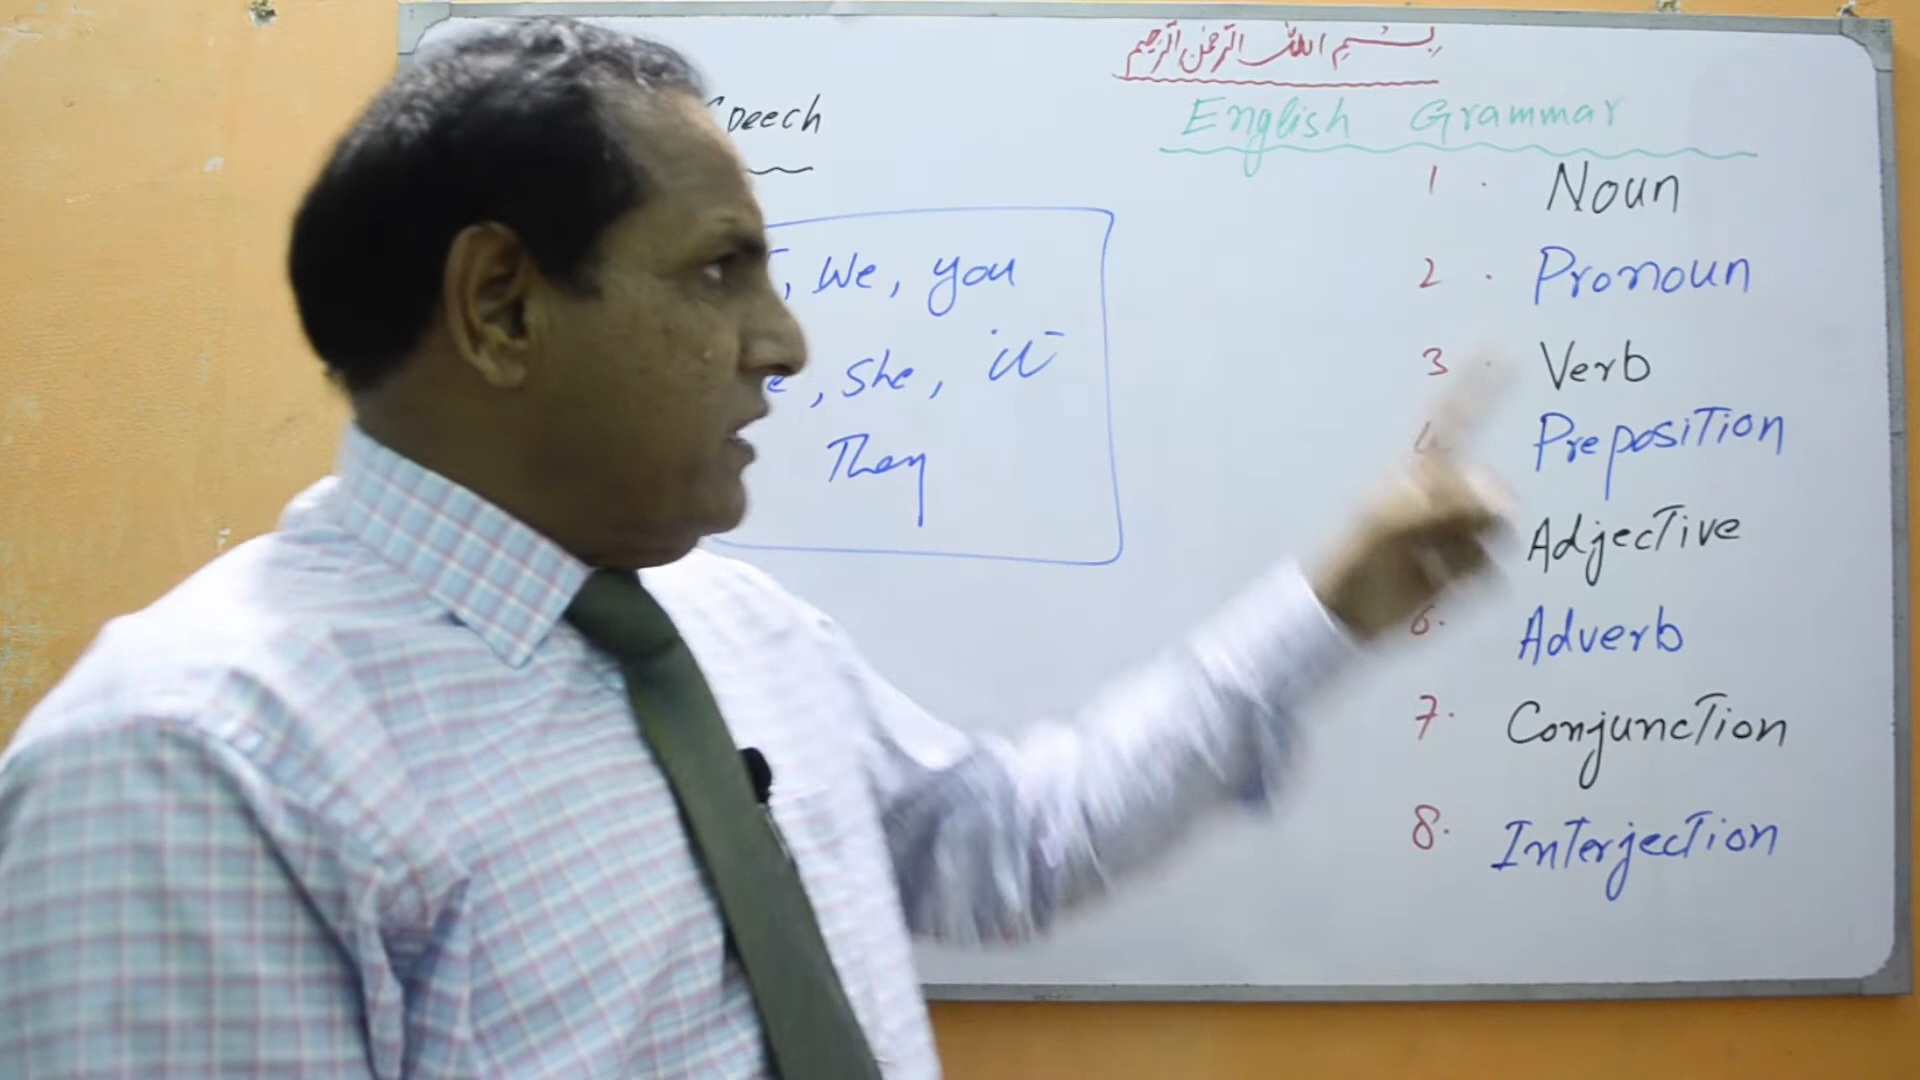 بسم الله الرحمن الرحيم
English Grammar
Speech
, We, you
, She, it
They
1. Noun
2. Pronoun
3. Verb
Preposition
Adjective
6. Adverb
7. Conjunction
8. Interjection